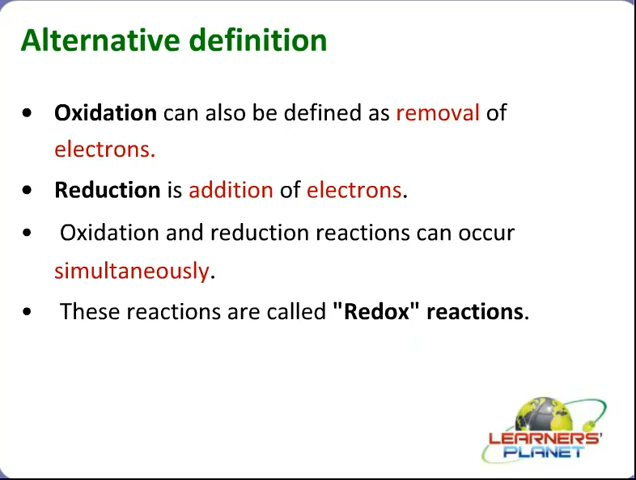 Alternative definition
• Oxidation can also be defined as removal of
electrons.
• Reduction is addition of electrons.
• Oxidation and reduction reactions can occur
simultaneously.
• These reactions are called "Redox" reactions.
LEARNERS'
PLANET